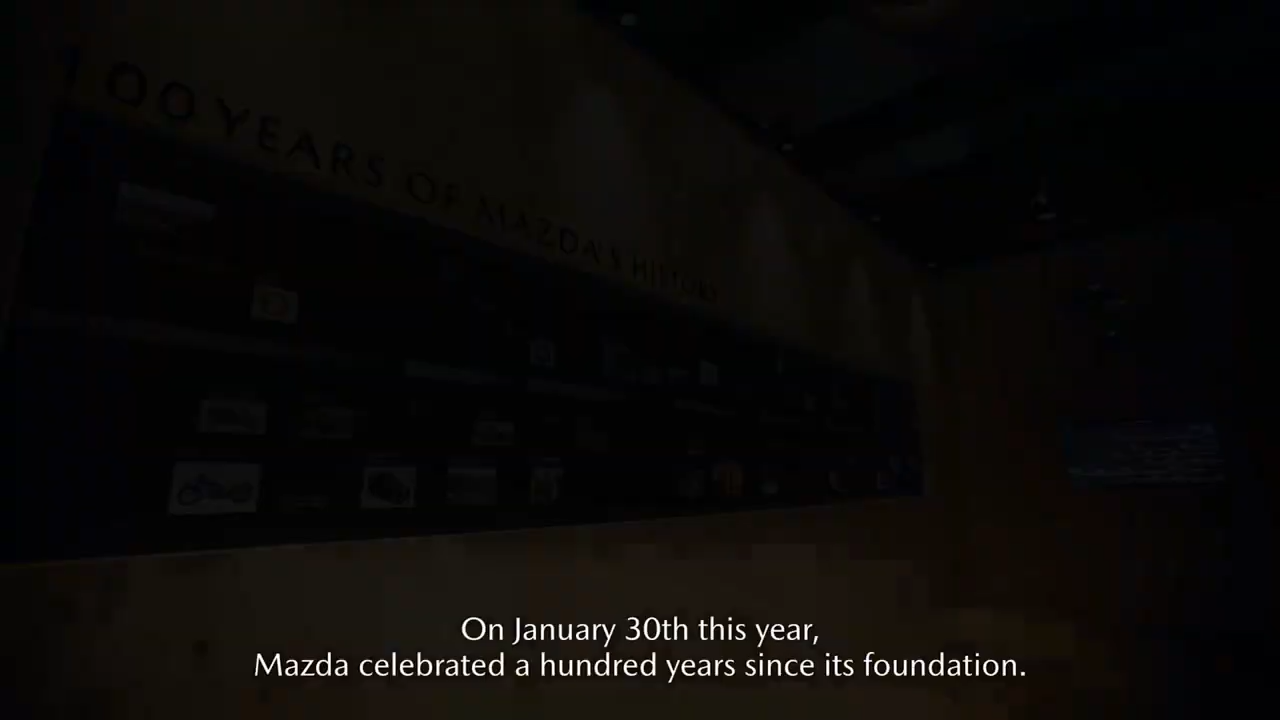 100 YEARS OF MAZDA'S HISTORY
On January 30th this year,
Mazda celebrated a hundred years since its foundation.